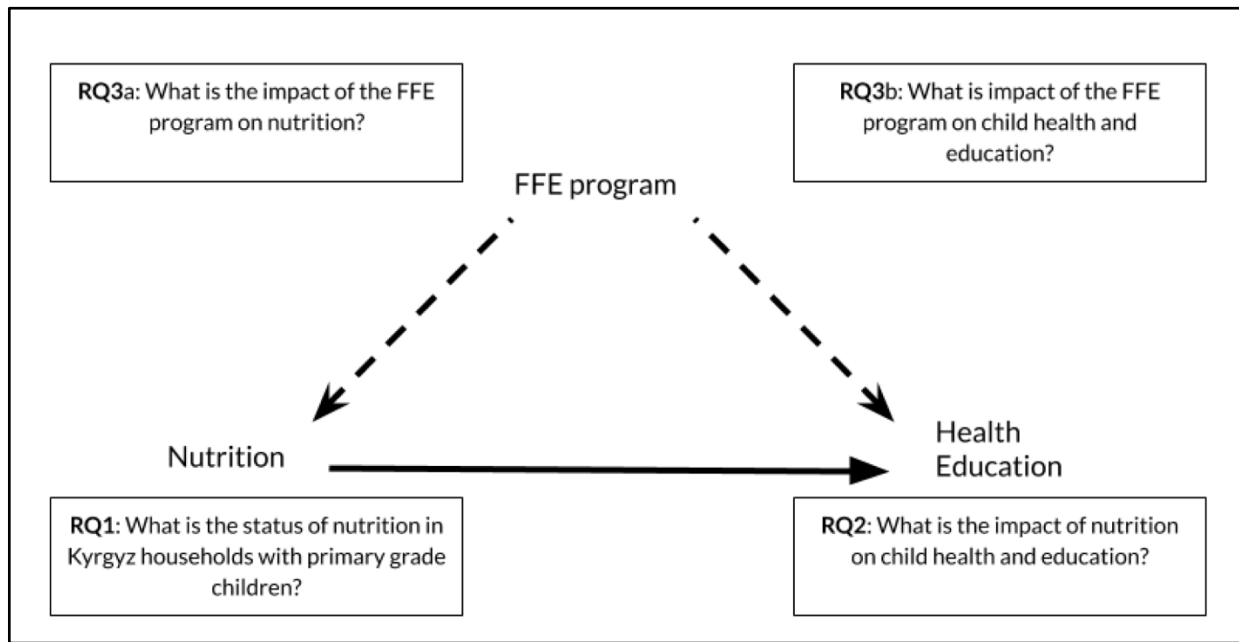 RQ3a: What is the impact of the FFE
program on nutrition?
RQ3b: What is impact of the FFE
program on child health and
education?
FFE program
Nutrition
Health
Education
RQ1: What is the status of nutrition in
Kyrgyz households with primary grade
children?
RQ2: What is the impact of nutrition
on child health and education?